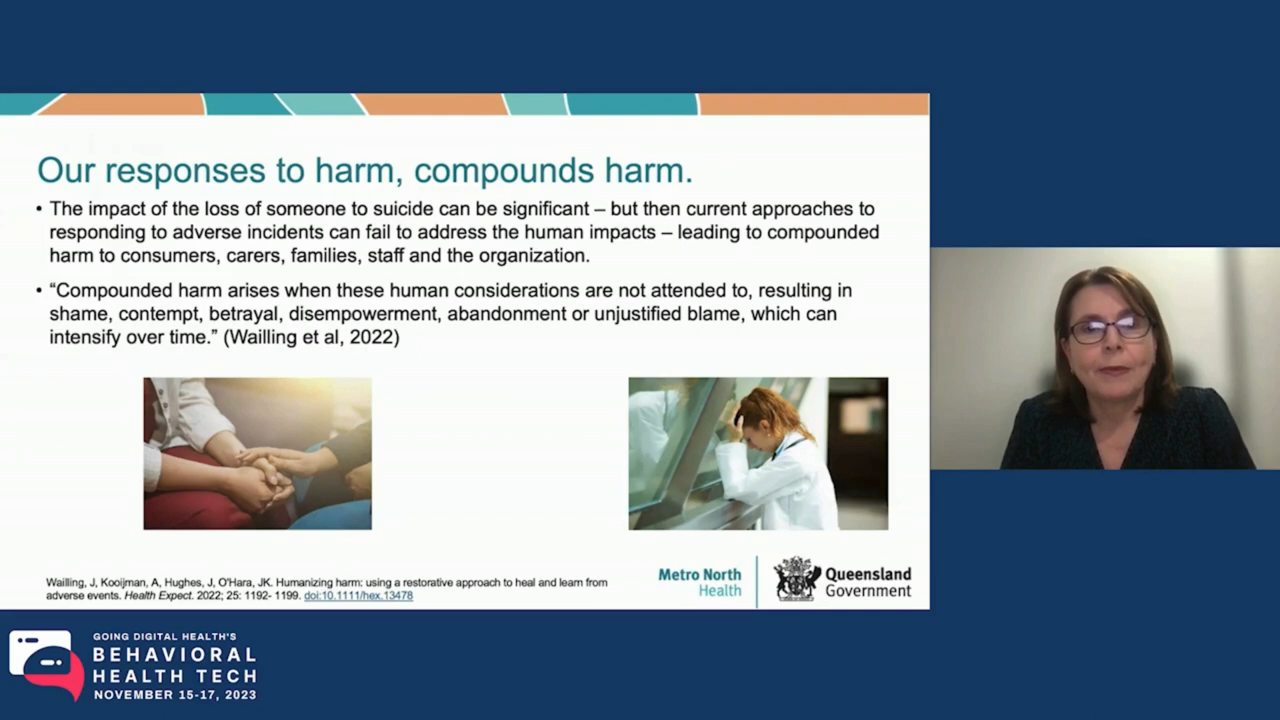 Our responses to harm, compounds harm.
• The impact of the loss of someone to suicide can be significant – but then current approaches to
responding to adverse incidents can fail to address the human impacts – leading to compounded
harm to consumers, carers, families, staff and the organization.
• “Compounded harm arises when these human considerations are not attended to, resulting in
shame, contempt, betrayal, disempowerment, abandonment or unjustified blame, which can
intensify over time.” (Wailling et al, 2022)
Wailling, J, Kooijman, A, Hughes, J, O'Hara, JK. Humanizing harm: using a restorative approach to heal and learn from
adverse events. Health Expect. 2022; 25: 1192- 1199. doi:10.1111/hex.13478
Metro North
Health
Queensland
Government
GOING DIGITAL HEALTH'S
BEHAVIORAL
HEALTH TECH
NOVEMBER 15-17, 2023